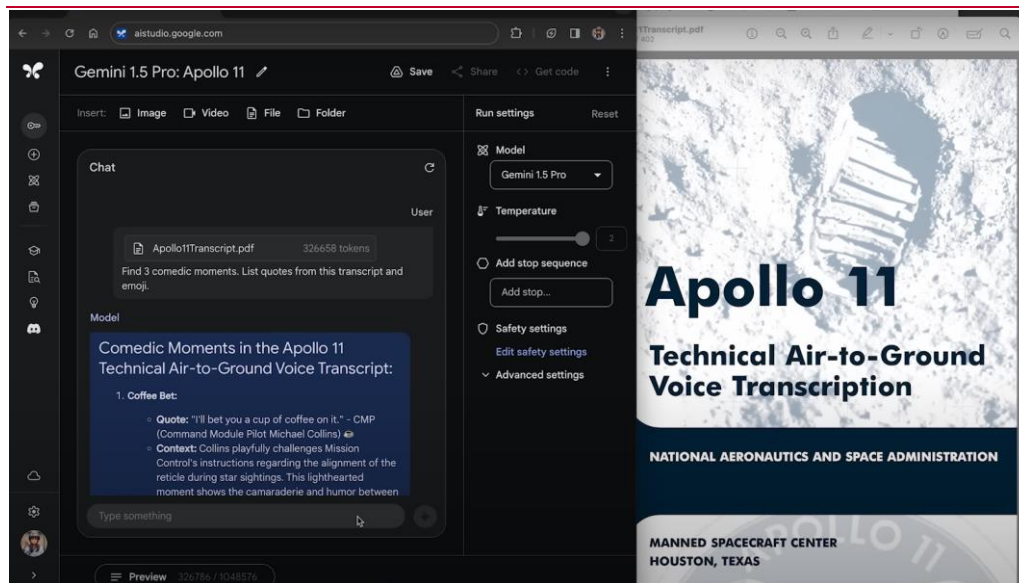 aistudio.google.com
Gemini 1.5 Pro: Apollo 11
Save
Share
<> Get code
Insert:
Image
Video
File
Folder
Chat
User
Apollo11Transcript.pdf 326658 tokens
Find 3 comedic moments. List quotes from this transcript and
emoji.
Model
Comedic Moments in the Apollo 11
Technical Air-to-Ground Voice Transcript:
1. Coffee Bet:
Quote: "I'll bet you a cup of coffee on it." - CMP
(Command Module Pilot Michael Collins) ☕
Context: Collins playfully challenges Mission
Control's instructions regarding the alignment of the
reticle during star sightings. This lighthearted
moment shows the camaraderie and humor between
Type something
Preview 326786 / 1048576
Run settings
Reset
Model
Gemini 1.5 Pro
Temperature
2
Add stop sequence
Add stop...
Safety settings
Edit safety settings
Advanced settings
1Transcript.pdf
402
Apollo 11
Technical Air-to-Ground
Voice Transcription
NATIONAL AERONAUTICS AND SPACE ADMINISTRATION
MANNED SPACECRAFT CENTER
HOUSTON, TEXAS
APOLLO 11